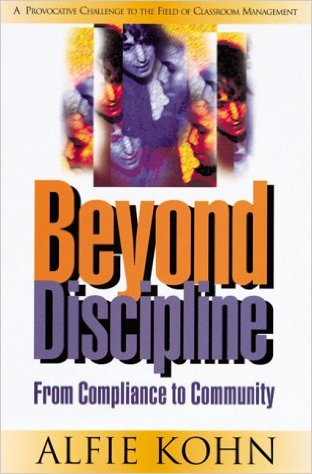 A Provocative Challenge to the Field of Classroom Management
Beyond
Discipline
From Compliance to Community
ALFIE KOHN